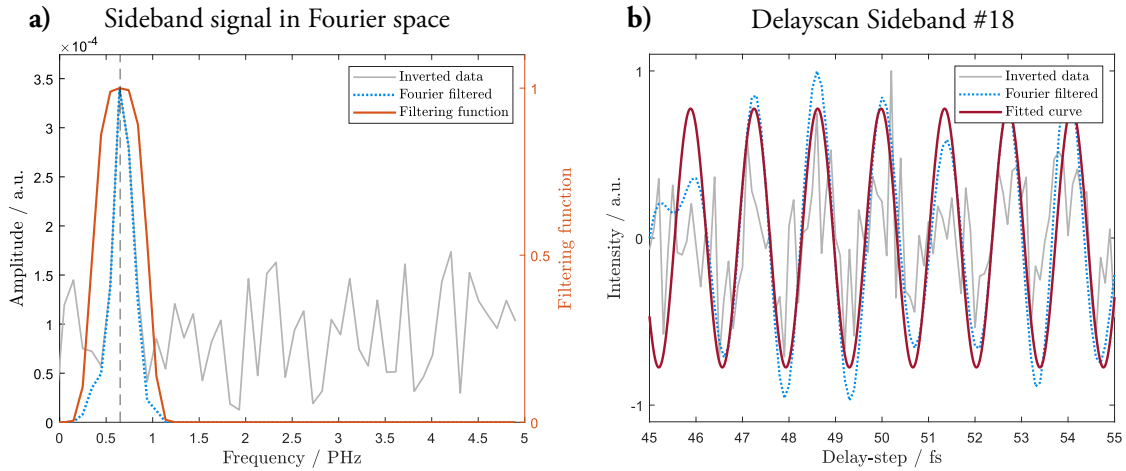 a) Sideband signal in Fourier space
×10⁻⁴
3.5
3
2.5
2
1.5
1
0.5
0
Amplitude / a.u.
0 0.5 1 1.5 2 2.5 3 3.5 4 4.5 5
Frequency / PHz
1
0.5
0
Filtering function
Inverted data
Fourier filtered
Filtering function
b) Delayscan Sideband #18
1
0
-1
Intensity / a.u.
45 46 47 48 49 50 51 52 53 54 55
Delay-step / fs
Inverted data
Fourier filtered
Fitted curve